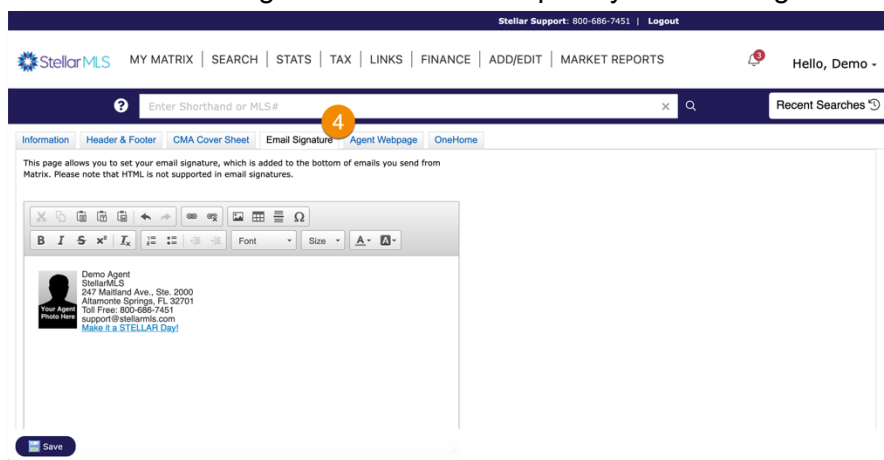 Stellar Support: 800-686-7451 | Logout
StellarMLS MY MATRIX | SEARCH | STATS | TAX | LINKS | FINANCE | ADD/EDIT | MARKET REPORTS 3 Hello, Demo
? Enter Shorthand or MLS# × Recent Searches
4
Information Header & Footer CMA Cover Sheet Email Signature Agent Webpage OneHome
This page allows you to set your email signature, which is added to the bottom of emails you send from
Matrix. Please note that HTML is not supported in email signatures.
Ω
B I S x² Ix Font Size A A
Demo Agent
StellarMLS
247 Maitland Ave., Ste. 2000
Altamonte Springs, FL 32701
Toll Free: 800-686-7451
support@stellarmls.com
Make it a STELLAR Day!
Your Agent
Photo Here
Save